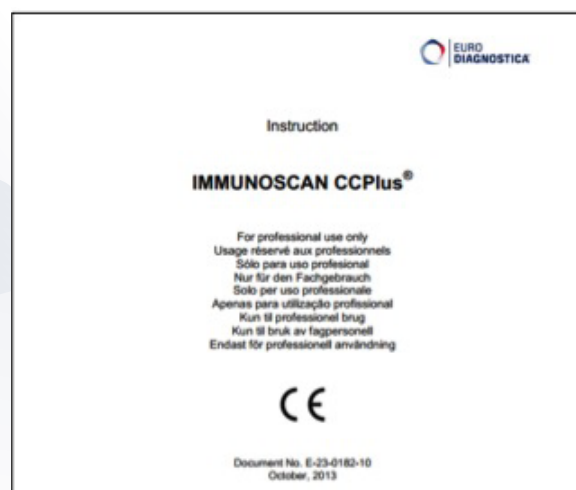 EURO
DIAGNOSTICA
Instruction
IMMUNOSCAN CCPlus®
For professional use only
Usage réservé aux professionnels
Sólo para uso profesional
Nur für den Fachgebrauch
Solo per uso professionale
Apenas para utilização profissional
Kun til professionel brug
Kun til bruk av fagpersonell
Endast för professionell användning
CE
Document No. E-23-0182-10
October, 2013